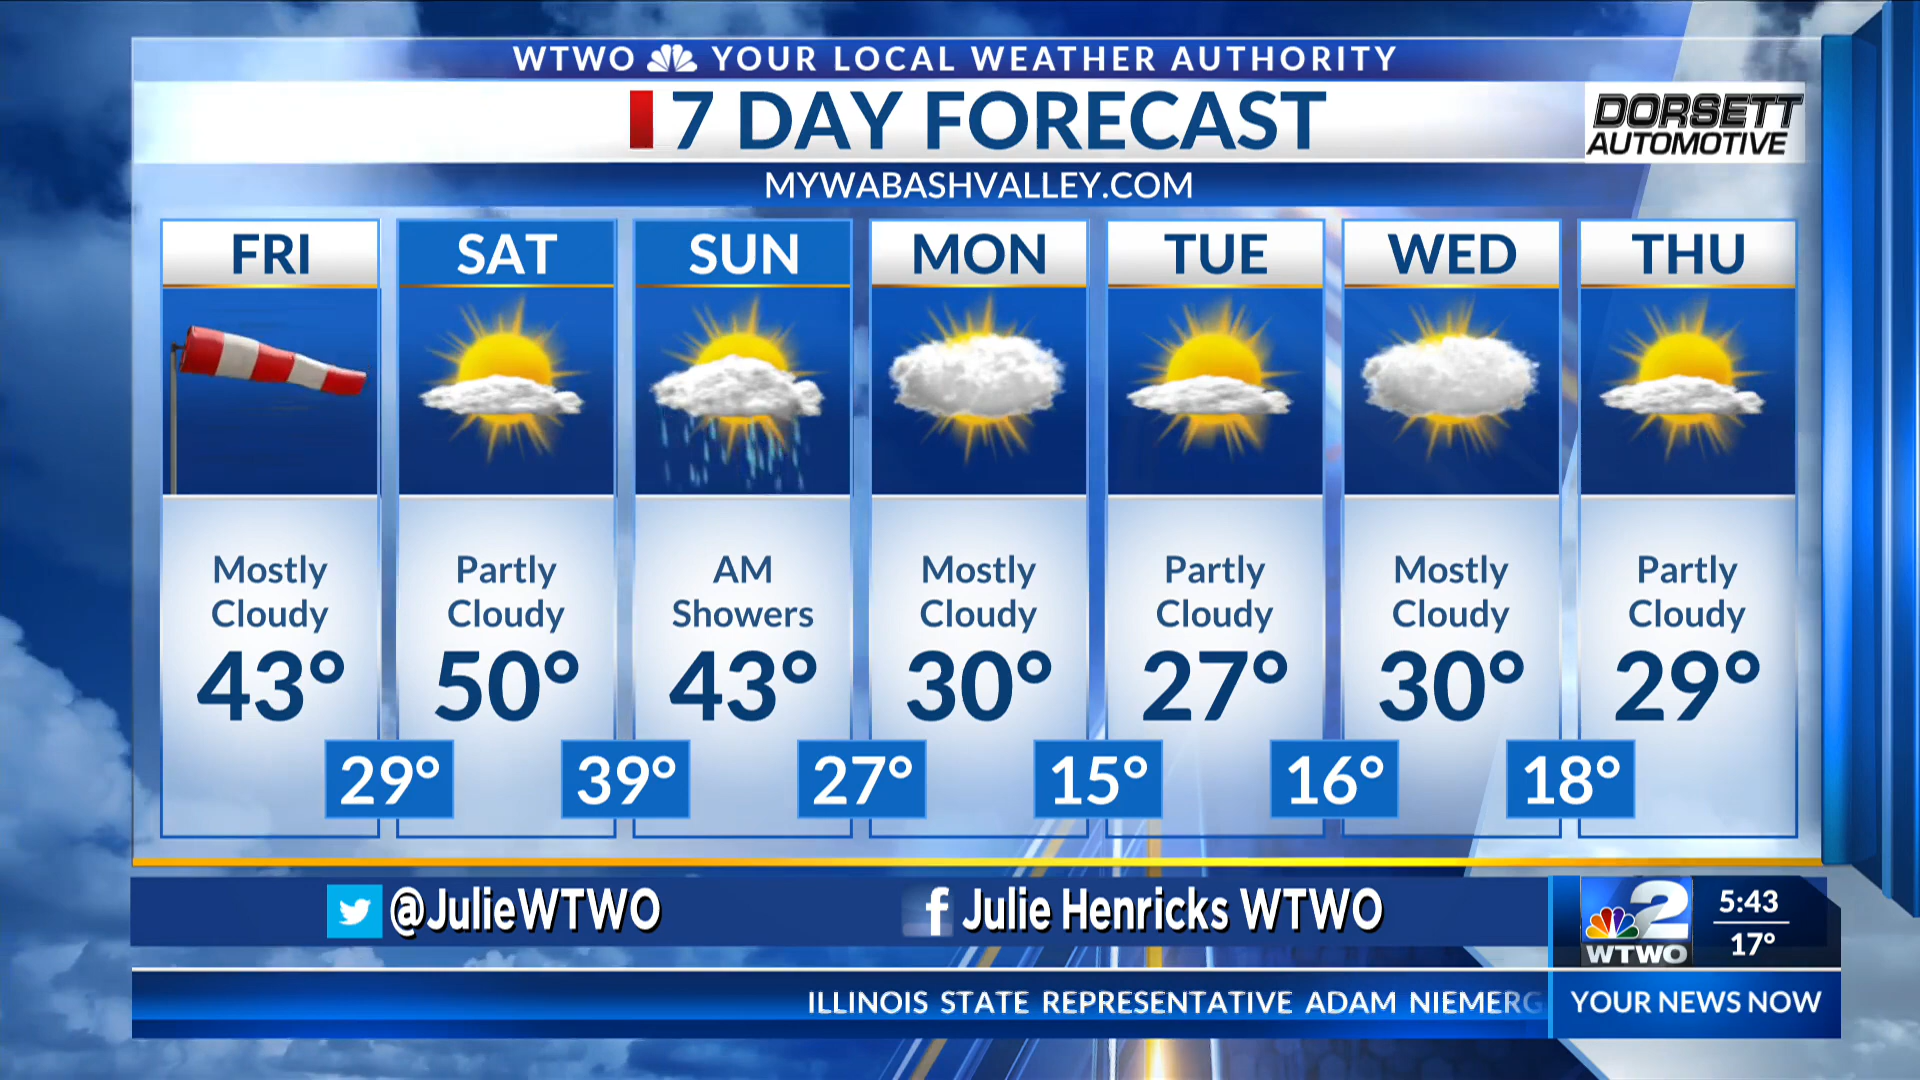 WTWO YOUR LOCAL WEATHER AUTHORITY
7 DAY FORECAST
DORSETT
AUTOMOTIVE
MYWABASHVALLEY.COM
FRI SAT SUN MON TUE WED THU
Mostly Partly AM Mostly Partly Mostly Partly
Cloudy Cloudy Showers Cloudy Cloudy Cloudy Cloudy
43° 50° 43° 30° 27° 30° 29°
29° 39° 27° 15° 16° 18°
@JulieWTWO
f Julie Henricks WTWO
2
WTWO
5:43
17°
ILLINOIS STATE REPRESENTATIVE ADAM NIEMERG
YOUR NEWS NOW